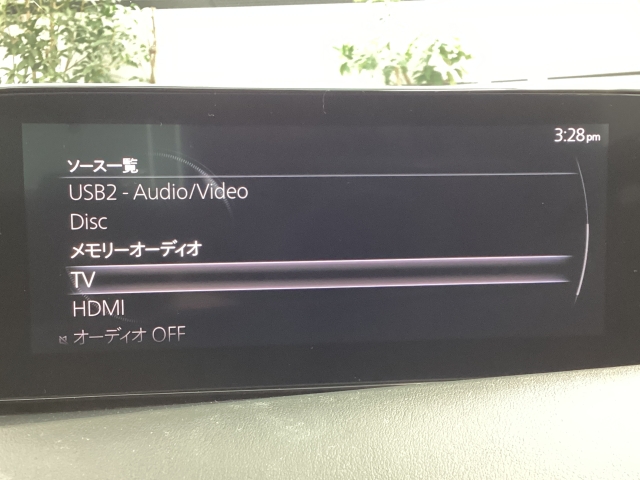 3:28pm
ソース一覧
USB2 - Audio/Video
Disc
メモリーオーディオ
TV
HDMI
オーディオ OFF